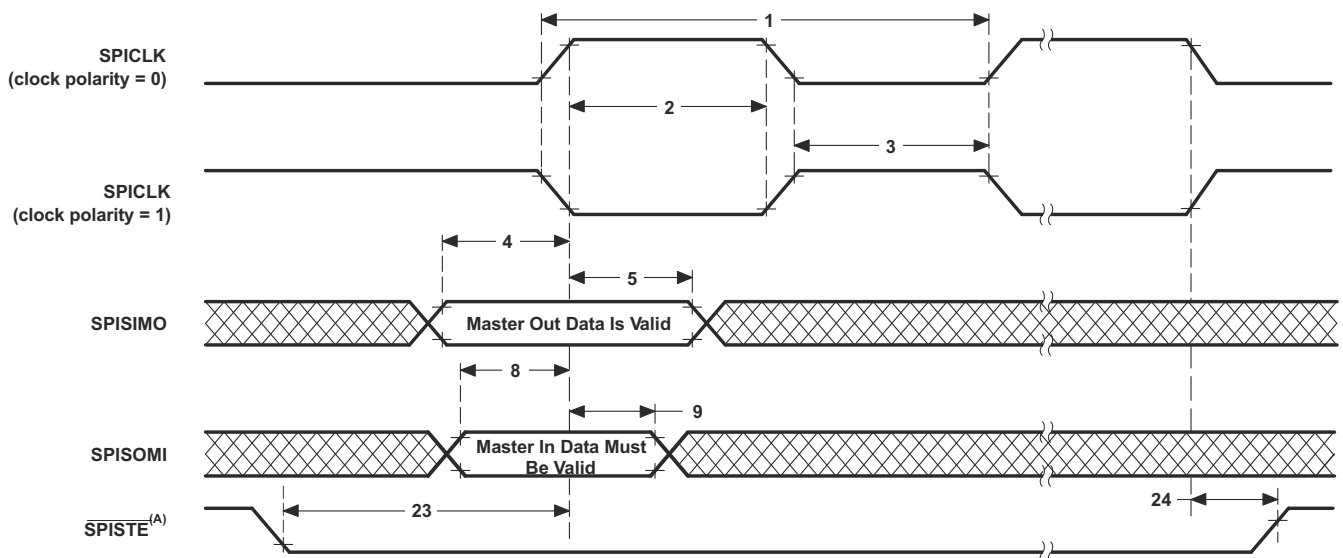 1
SPICLK
(clock polarity = 0)
2
3
SPICLK
(clock polarity = 1)
4
5
SPISIMO
Master Out Data Is Valid
8
9
SPISOMI
Master In Data Must
Be Valid
23
24
SPISTE(A)